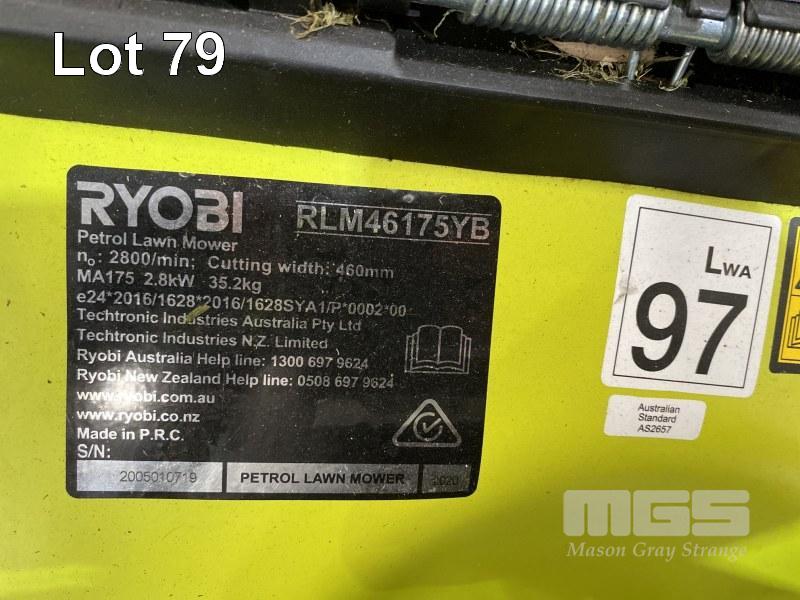 Lot 79
RYOBI
RLM46175YB
Petrol Lawn Mower
n₀: 2800/min; Cutting width: 460mm
MA175 2.8kW 35.2kg
e24*2016/1628*2016/1628SYA1/P*0002*00
Techtronic Industries Australia Pty Ltd
Techtronic Industries N.Z. Limited
Ryobi Australia Help line: 1300 697 9624
Ryobi New Zealand Help line: 0508 697 9624
www.ryobi.com.au
www.ryobi.co.nz
Made in P.R.C.
S/N:
2005010719 PETROL LAWN MOWER 2020
LWA
97
Australian
Standard
AS2657
MGS
Mason Gray Strange